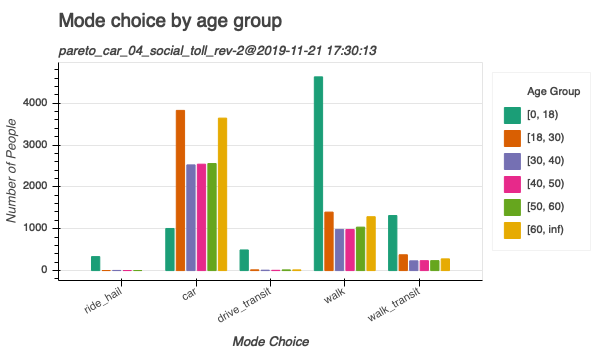 Mode choice by age group
pareto_car_04_social_toll_rev-2@2019-11-21 17:30:13
Number of People
4000
3000
2000
1000
0
ride_hail
car
drive_transit
walk
walk_transit
Mode Choice
Age Group
[0, 18)
[18, 30)
[30, 40)
[40, 50)
[50, 60)
[60, inf)